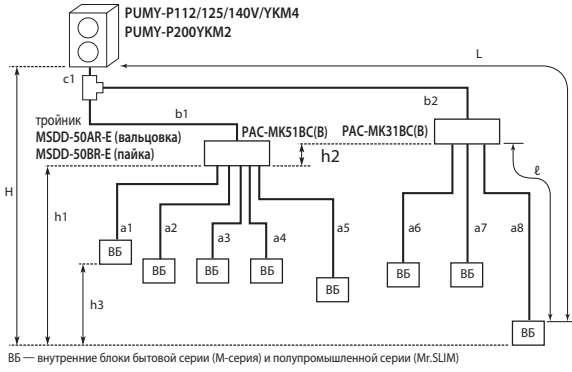 PUMY-P112/125/140V/YKM4
PUMY-P200YKM2
L
c1
b1
b2
тройник
MSDD-50AR-E (вальцовка)
MSDD-50BR-E (пайка)
PAC-MK51BC(B)
PAC-MK31BC(B)
h2
H
h1
ℓ
a1
a2
a3
a4
a5
a6
a7
a8
ВБ
ВБ
ВБ
ВБ
ВБ
ВБ
ВБ
h3
ВБ
ВБ — внутренние блоки бытовой серии (М-серия) и полупромышленной серии (Mr.SLIM)